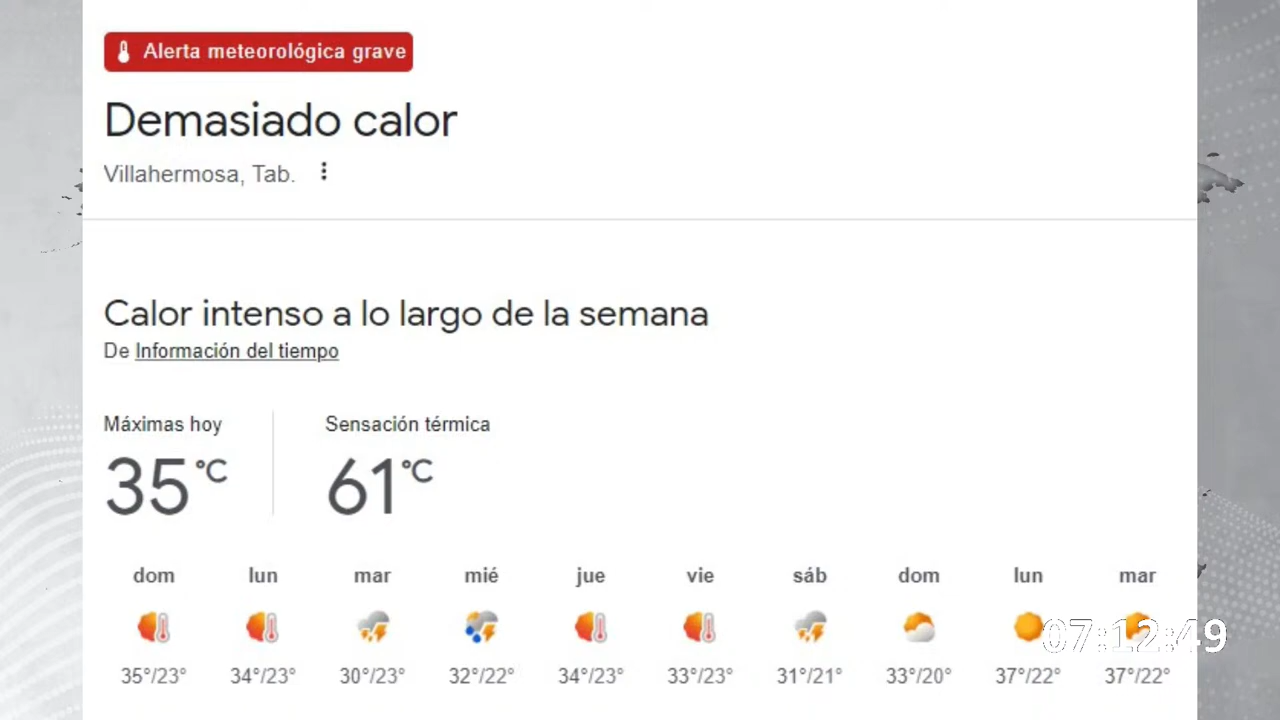 Alerta meteorológica grave
Demasiado calor
Villahermosa, Tab.
Calor intenso a lo largo de la semana
De Información del tiempo
Máximas hoy Sensación térmica
35°C 61°C
dom lun mar mié jue vie sáb dom lun mar
07:12:49
35°/23° 34°/23° 30°/23° 32°/22° 34°/23° 33°/23° 31°/21° 33°/20° 37°/22° 37°/22°